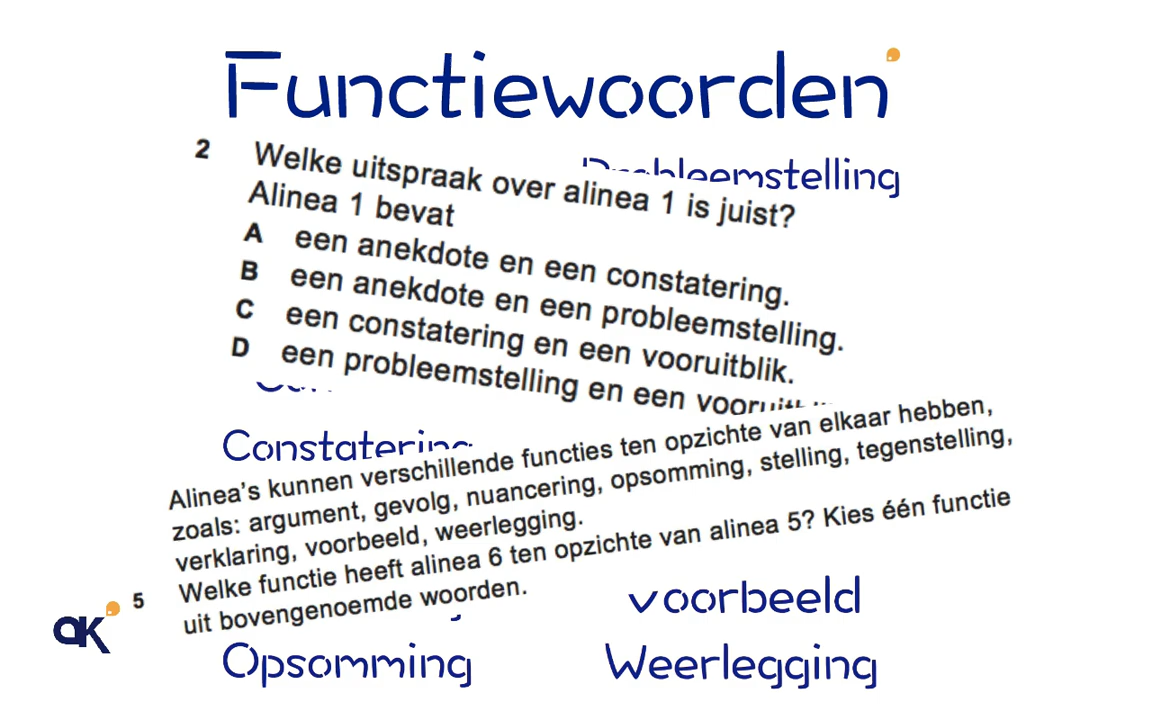 Functiewoorden
Probleemstelling
2 Welke uitspraak over alinea 1 is juist?
Alinea 1 bevat
A een anekdote en een constatering.
B een anekdote en een probleemstelling.
C een constatering en een vooruitblik.
D een probleemstelling en een vooruitblik
Constatering
Alinea's kunnen verschillende functies ten opzichte van elkaar hebben,
zoals: argument, gevolg, nuancering, opsomming, stelling, tegenstelling,
verklaring, voorbeeld, weerlegging.
5 Welke functie heeft alinea 6 ten opzichte van alinea 5? Kies één functie
uit bovengenoemde woorden.
voorbeeld
aK
Opsomming
Weerlegging